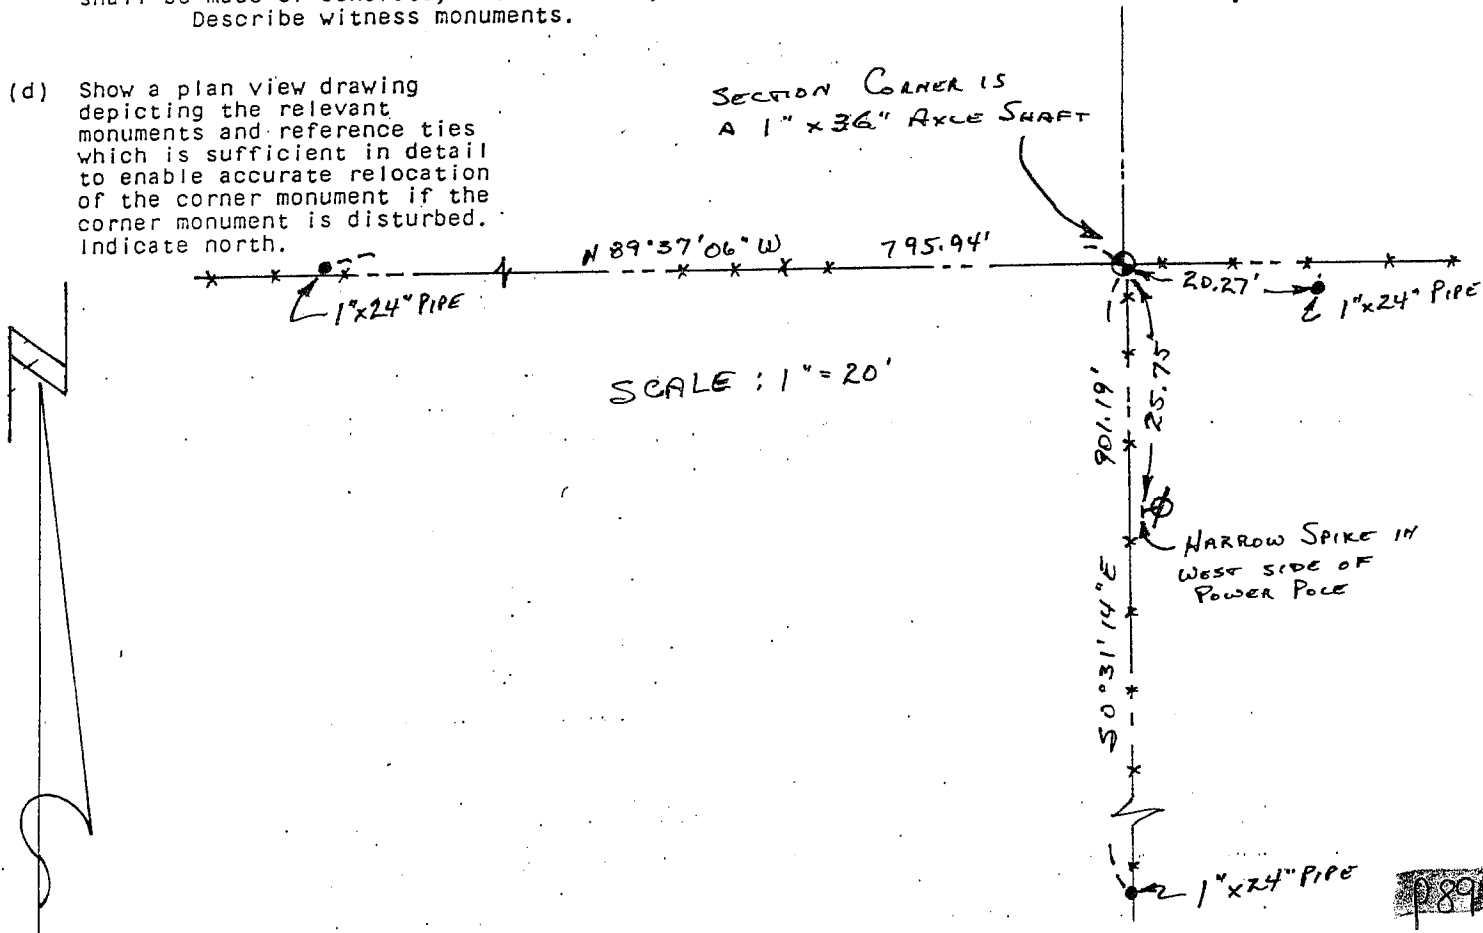 Describe witness monuments.
(d) Show a plan view drawing
depicting the relevant
monuments and reference ties
which is sufficient in detail
to enable accurate relocation
of the corner monument if the
corner monument is disturbed.
Indicate north.
SECTION CORNER IS
A 1" x 36" AXLE SHAFT
N 89°37'06" W 795.94'
20.27'
1"x24" PIPE
1"x24" PIPE
SCALE : 1" = 20'
901.19'
25.75
HARROW SPIKE IN
WEST SIDE OF
POWER POLE
S 0°31'14" E
1"x24" PIPE
p89